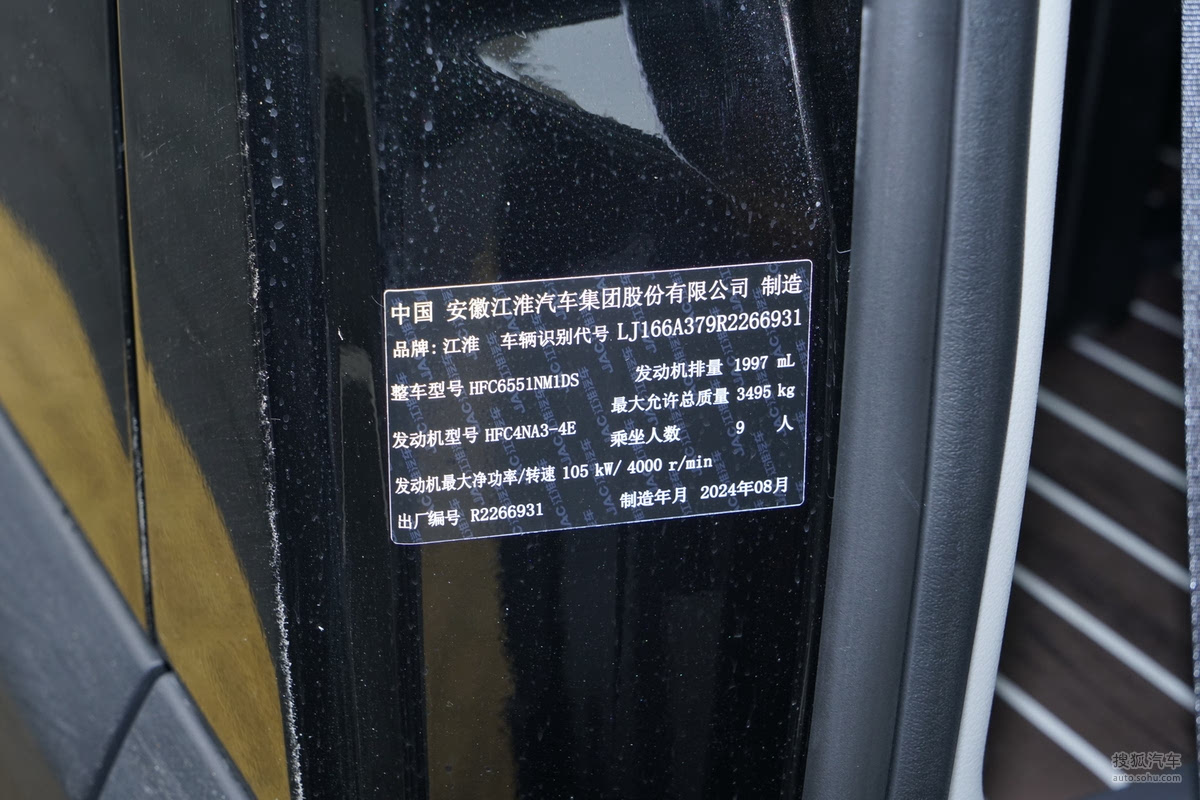 中国 安徽江淮汽车集团股份有限公司 制造
品牌: 江淮 车辆识别代号 LJ166A379R2266931
整车型号 HFC6551NM1DS 发动机排量 1997 mL
最大允许总质量 3495 kg
发动机型号 HFC4NA3-4E 乘坐人数 9 人
发动机最大净功率/转速 105 kW/ 4000 r/min
出厂编号 R2266931 制造年月 2024年08月
搜狐汽车
auto.sohu.com